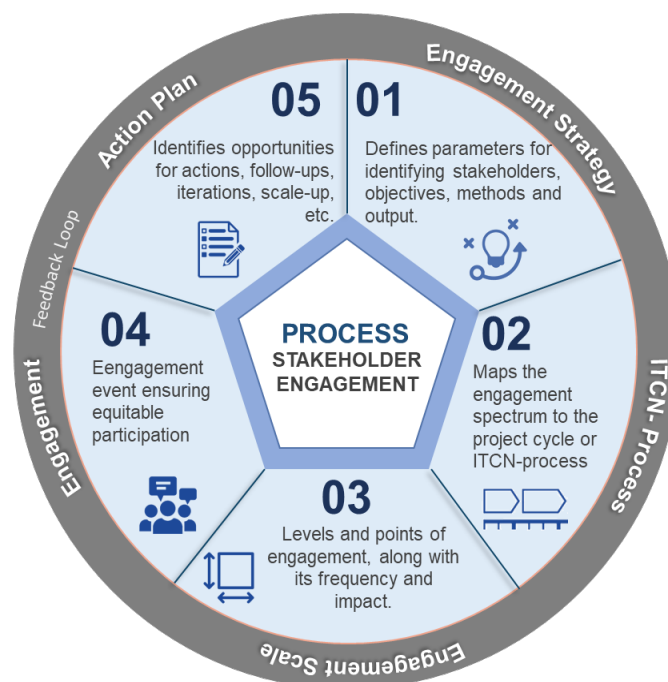 PROCESS
STAKEHOLDER
ENGAGEMENT
Engagement Strategy
01
Defines parameters for
identifying stakeholders,
objectives, methods and
output.
ITCN- Process
02
Maps the
engagement
spectrum to the
project cycle or
ITCN-process
Engagement Scale
03
Levels and points of
engagement, along with
its frequency and
impact.
Engagement
04
Eengagement
event ensuring
equitable
participation
Feedback Loop
Action Plan
05
Identifies opportunities
for actions, follow-ups,
iterations, scale-up,
etc.